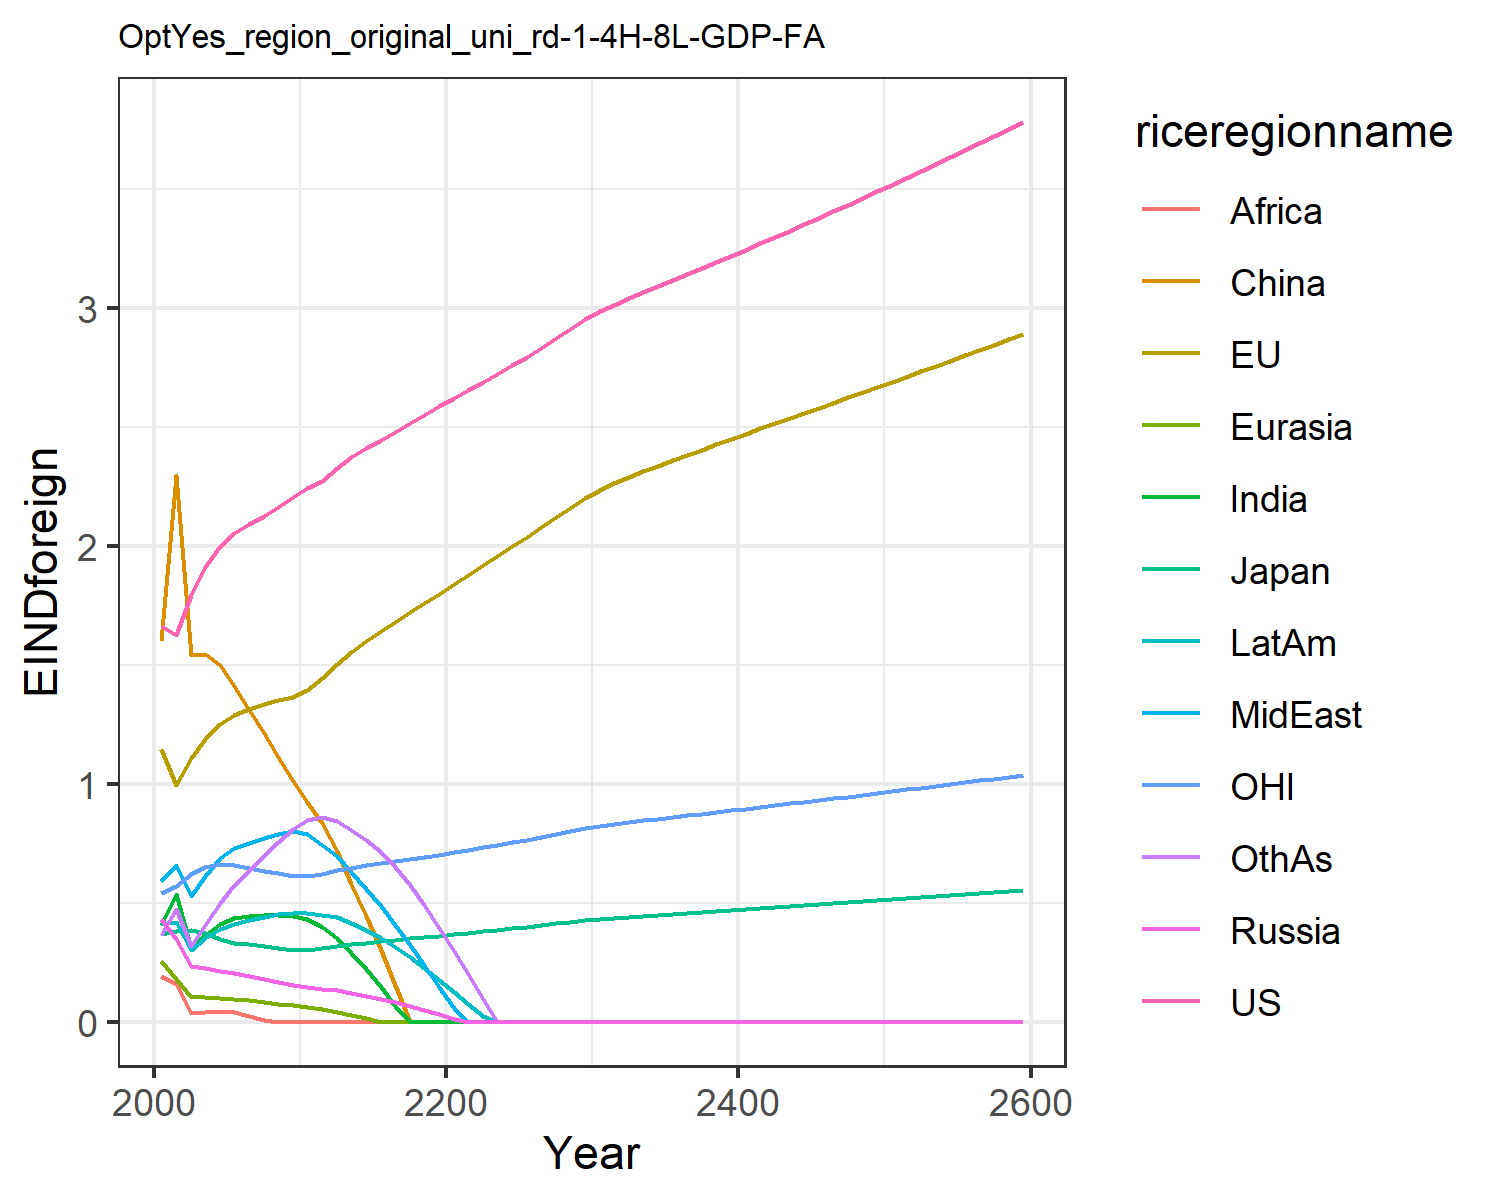 OptYes_region_original_uni_rd-1-4H-8L-GDP-FA
EINDforeign
3
2
1
0
2000 2200 2400 2600
Year
riceregionname
Africa
China
EU
Eurasia
India
Japan
LatAm
MidEast
OHI
OthAs
Russia
US